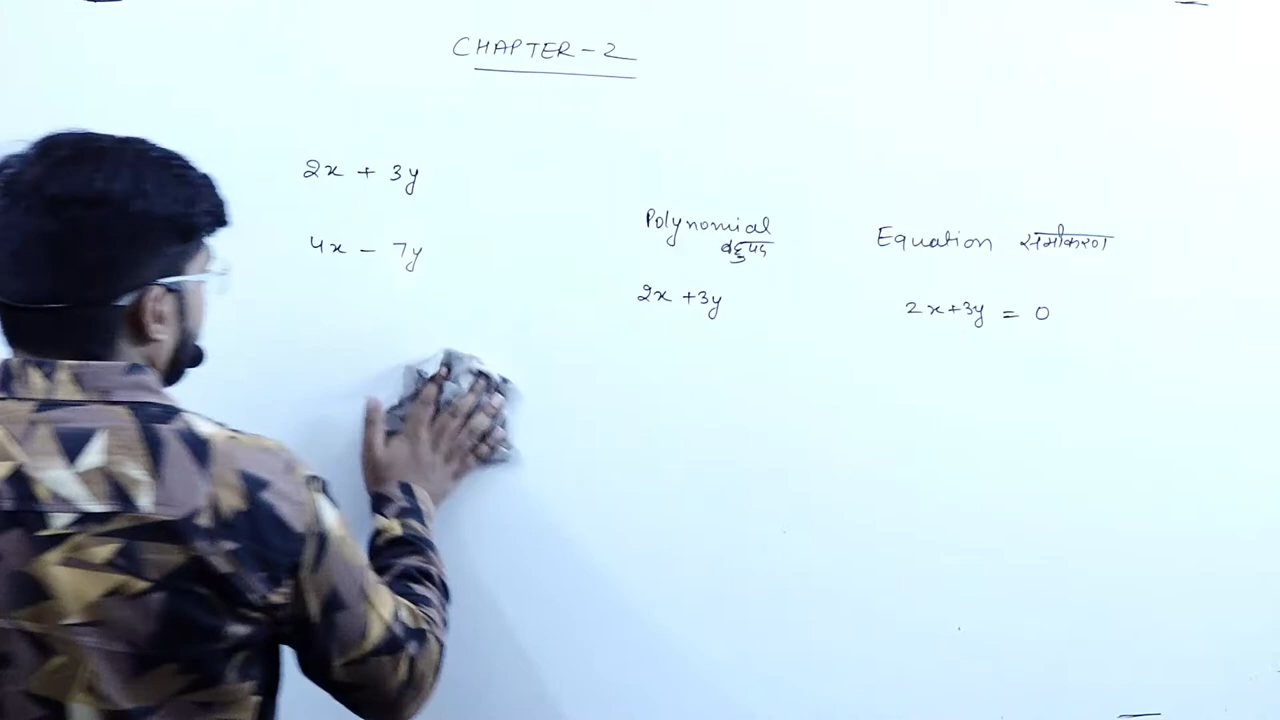 CHAPTER-2
2x + 3y
4x - 7y
Polynomial
बहुपद
2x +3y
Equation समीकरण
2x+3y = 0